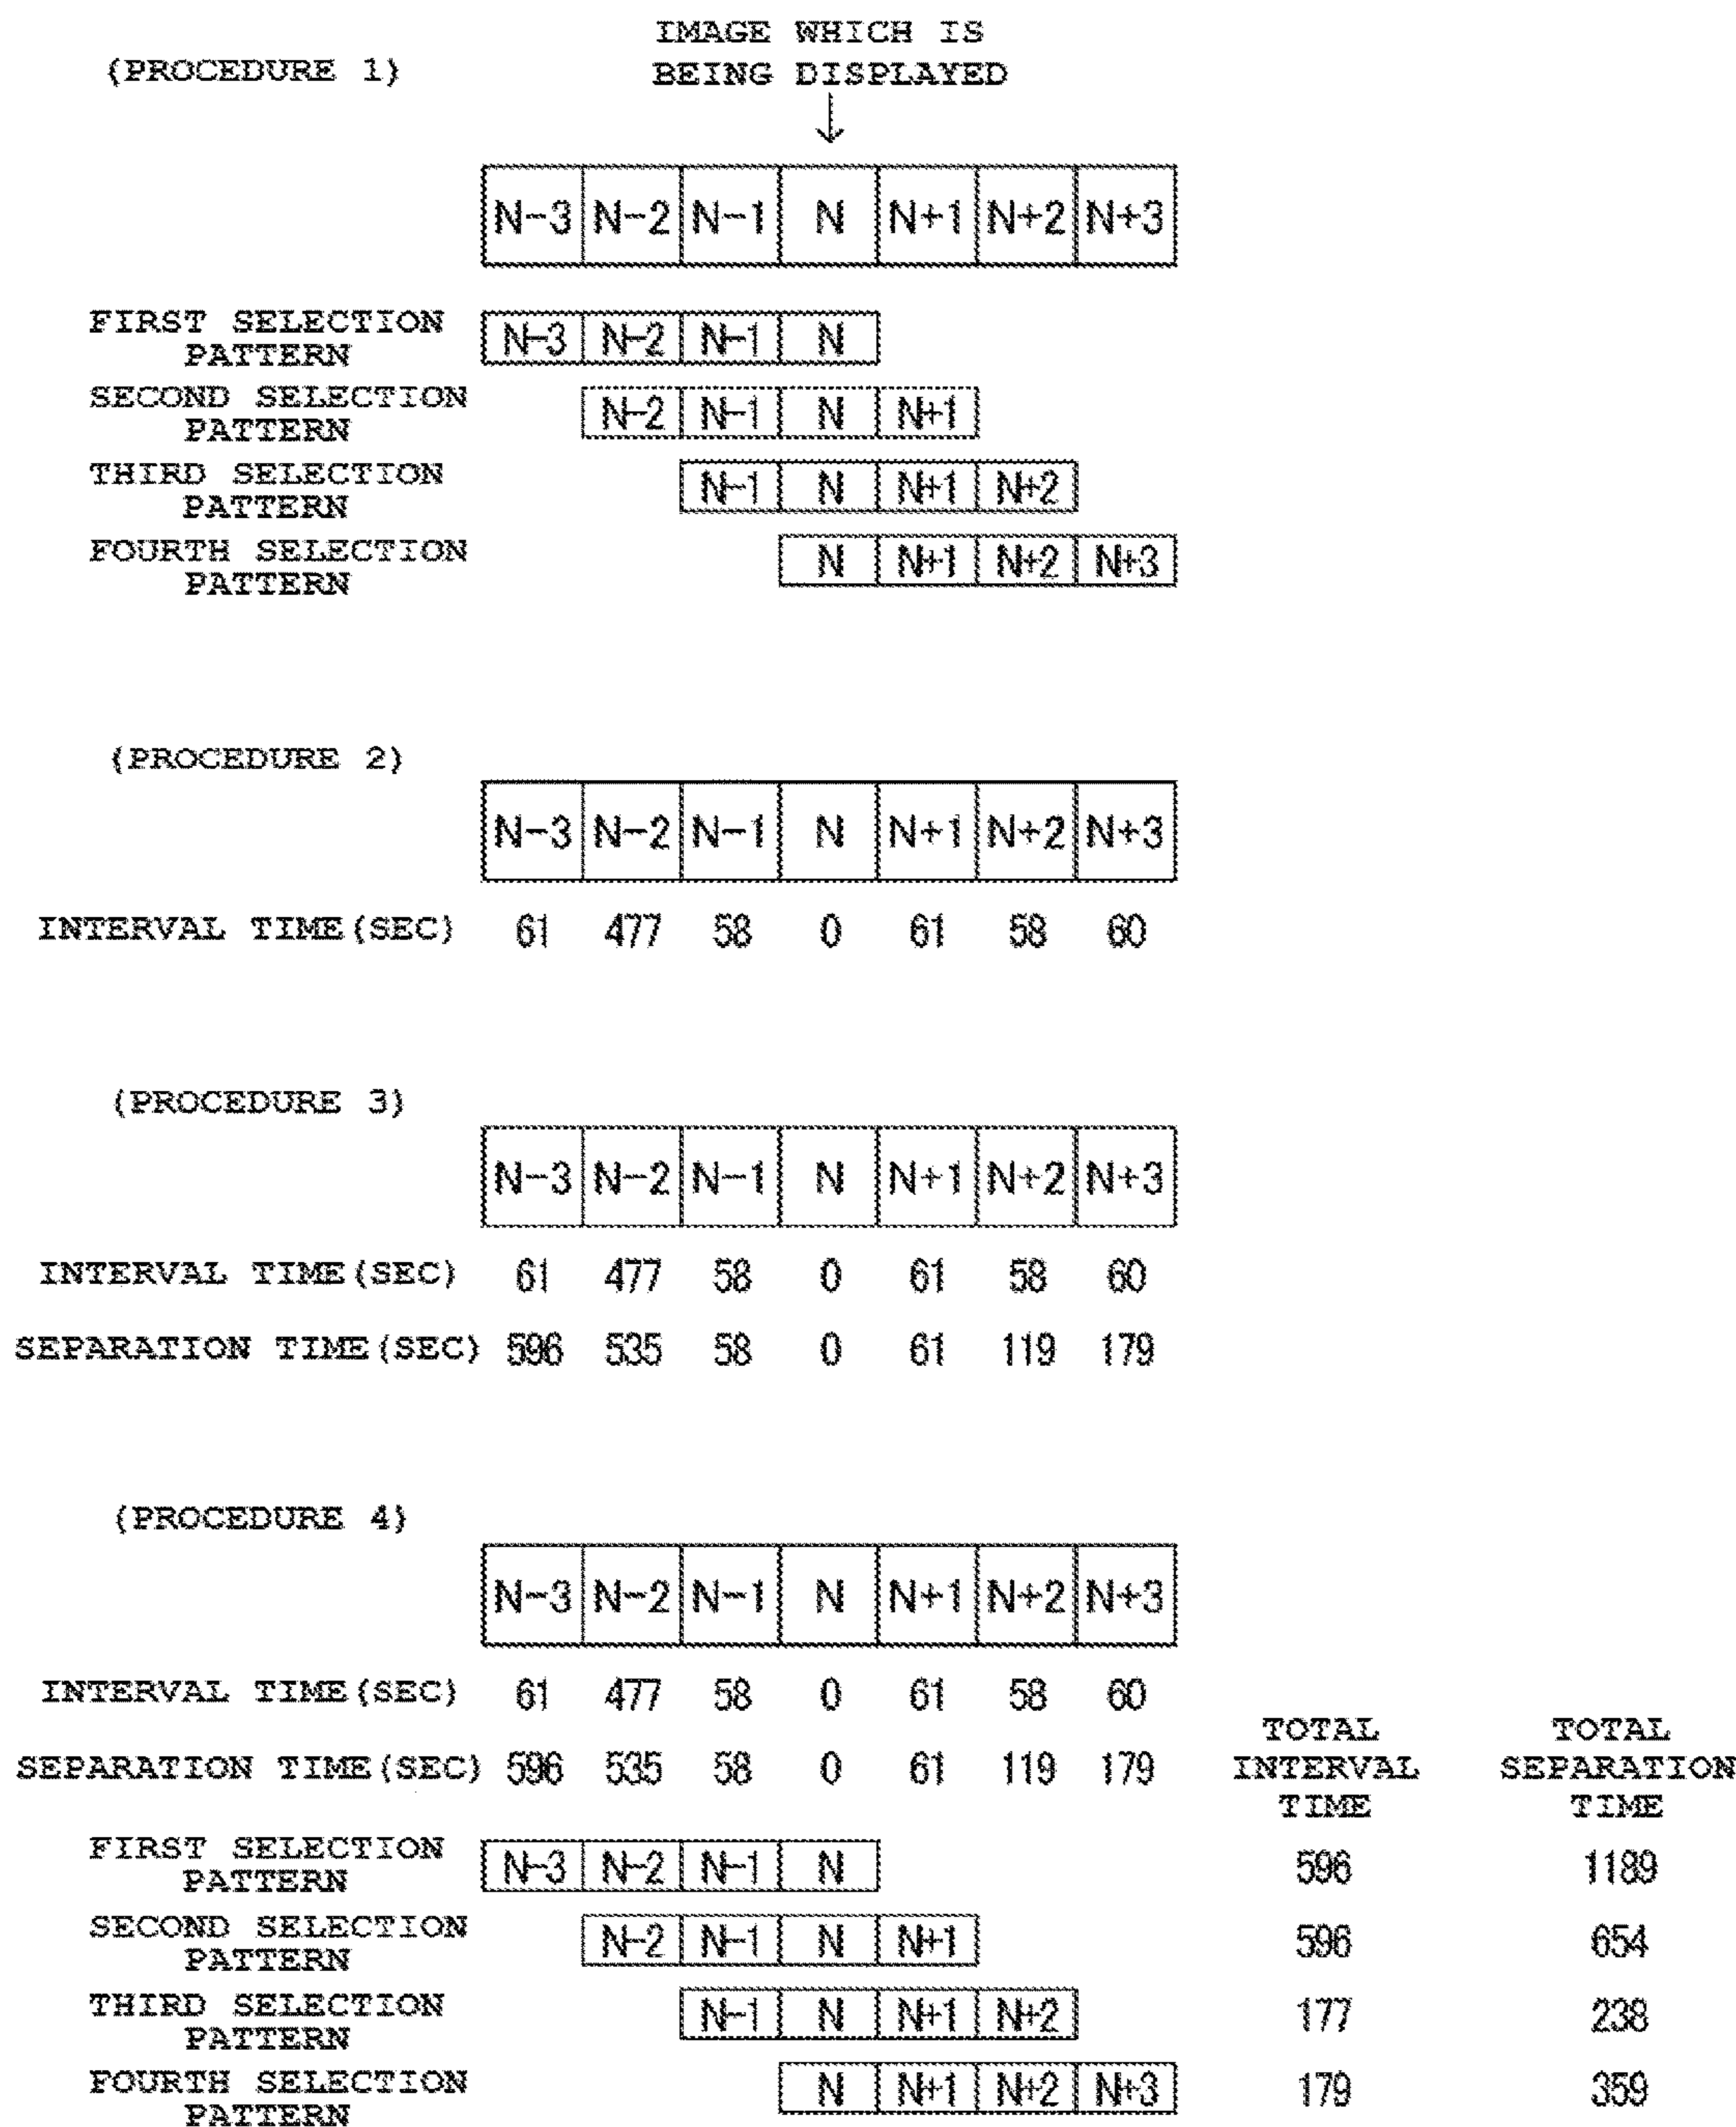 (PROCEDURE 1)
IMAGE WHICH IS
BEING DISPLAYED
N-3 N-2 N-1 N N+1 N+2 N+3
FIRST SELECTION
PATTERN
N-3 N-2 N-1 N
SECOND SELECTION
PATTERN
N-2 N-1 N N+1
THIRD SELECTION
PATTERN
N-1 N N+1 N+2
FOURTH SELECTION
PATTERN
N N+1 N+2 N+3
(PROCEDURE 2)
N-3 N-2 N-1 N N+1 N+2 N+3
INTERVAL TIME(SEC) 61 477 58 0 61 58 60
(PROCEDURE 3)
N-3 N-2 N-1 N N+1 N+2 N+3
INTERVAL TIME(SEC) 61 477 58 0 61 58 60
SEPARATION TIME(SEC) 596 535 58 0 61 119 179
(PROCEDURE 4)
N-3 N-2 N-1 N N+1 N+2 N+3
INTERVAL TIME(SEC) 61 477 58 0 61 58 60
SEPARATION TIME(SEC) 596 535 58 0 61 119 179
TOTAL
INTERVAL
TIME
TOTAL
SEPARATION
TIME
FIRST SELECTION
PATTERN
N-3 N-2 N-1 N 596 1189
SECOND SELECTION
PATTERN
N-2 N-1 N N+1 596 654
THIRD SELECTION
PATTERN
N-1 N N+1 N+2 177 238
FOURTH SELECTION
PATTERN
N N+1 N+2 N+3 179 359